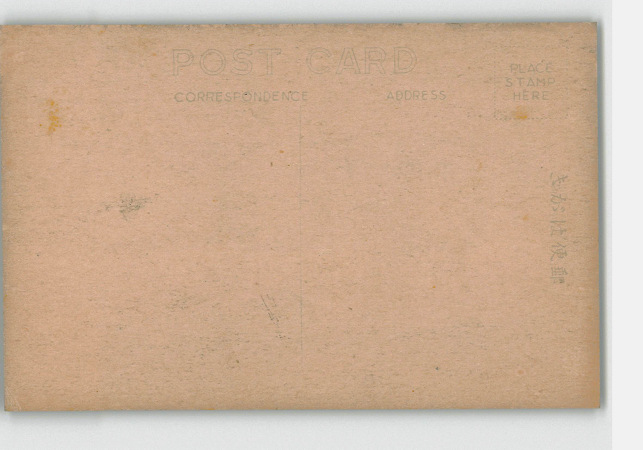 POST CARD
CORRESPONDENCE
ADDRESS
PLACE
STAMP
HERE